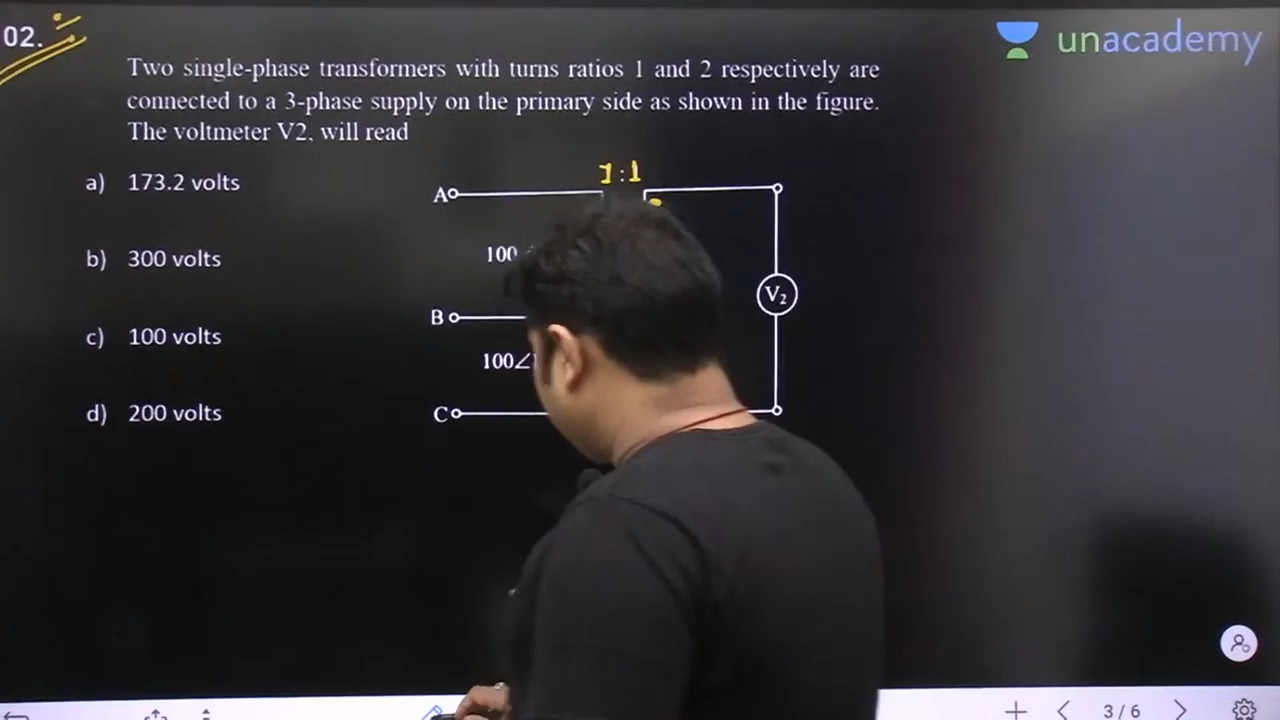 02.
unacademy
Two single-phase transformers with turns ratios 1 and 2 respectively are
connected to a 3-phase supply on the primary side as shown in the figure.
The voltmeter V2, will read
a) 173.2 volts
b) 300 volts
c) 100 volts
d) 200 volts
1:1
A
100
B
V₂
100∠
C
3 / 6